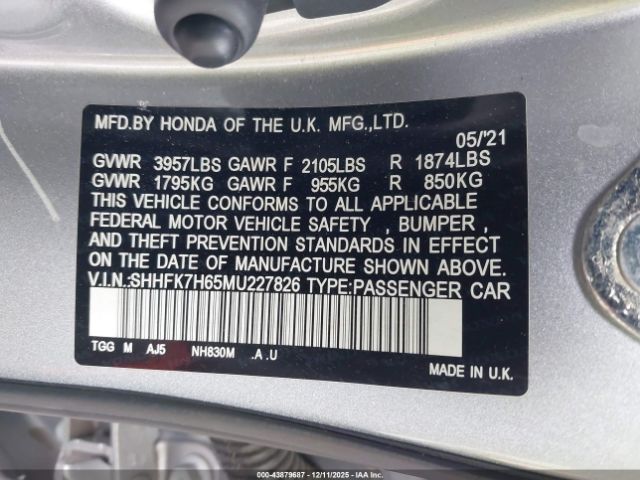 MFD.BY HONDA OF THE U.K. MFG.,LTD.
05/'21
GVWR 3957LBS GAWR F 2105LBS R 1874LBS
GVWR 1795KG GAWR F 955KG R 850KG
THIS VEHICLE CONFORMS TO ALL APPLICABLE
FEDERAL MOTOR VEHICLE SAFETY , BUMPER ,
AND THEFT PREVENTION STANDARDS IN EFFECT
ON THE DATE OF MANUFACTURE SHOWN ABOVE.
V.I.N.:SHHFK7H65MU227826 TYPE:PASSENGER CAR
TGG M AJ5 NH830M .A .U
MADE IN U.K.
©IAA 00-43879687 - 12/11/2025 - IAAI.COM